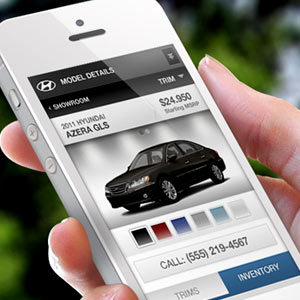 MODEL DETAILS
SHOWROOM
TRIM
2011 HYUNDAI
AZERA GLS
$24,950
Starting MSRP
CALL: (555) 219-4567
TRIMS
INVENTORY